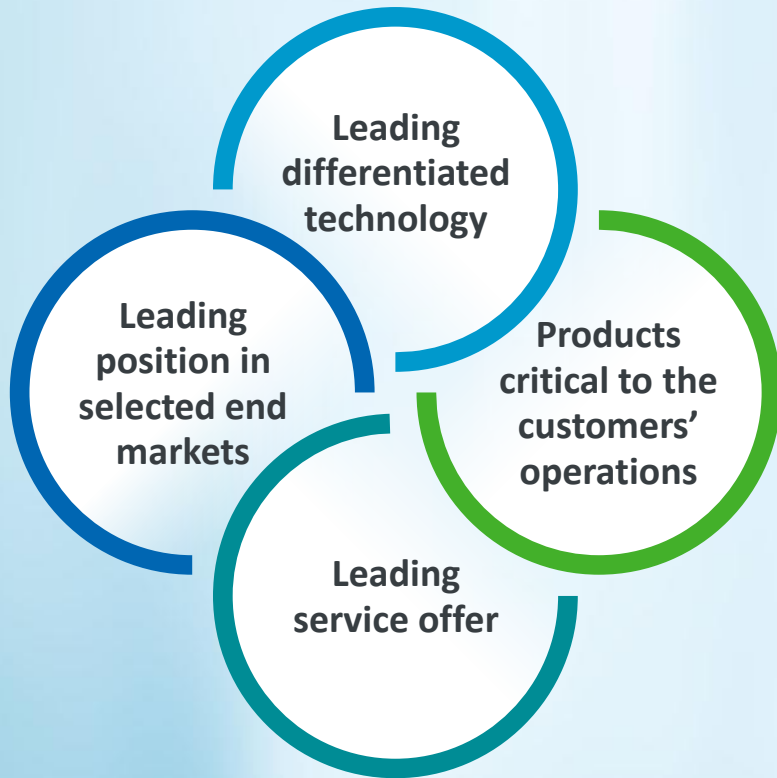 Leading
differentiated
technology
Leading
position in
selected end
markets
Products
critical to the
customers’
operations
Leading
service offer